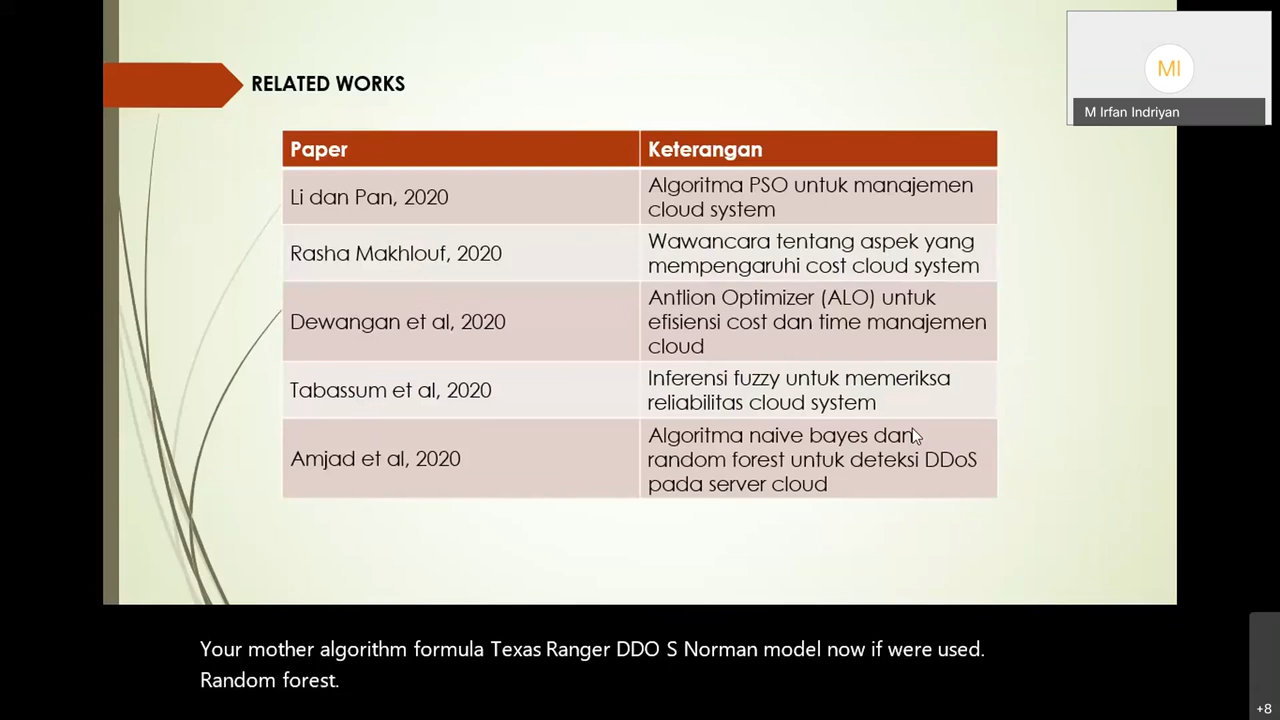 RELATED WORKS
MI
M Irfan Indriyan
Paper
Keterangan
Li dan Pan, 2020
Algoritma PSO untuk manajemen
cloud system
Rasha Makhlouf, 2020
Wawancara tentang aspek yang
mempengaruhi cost cloud system
Dewangan et al, 2020
Antlion Optimizer (ALO) untuk
efisiensi cost dan time manajemen
cloud
Tabassum et al, 2020
Inferensi fuzzy untuk memeriksa
reliabilitas cloud system
Amjad et al, 2020
Algoritma naive bayes dan
random forest untuk deteksi DDoS
pada server cloud
Your mother algorithm formula Texas Ranger DDO S Norman model now if were used.
Random forest.
+8